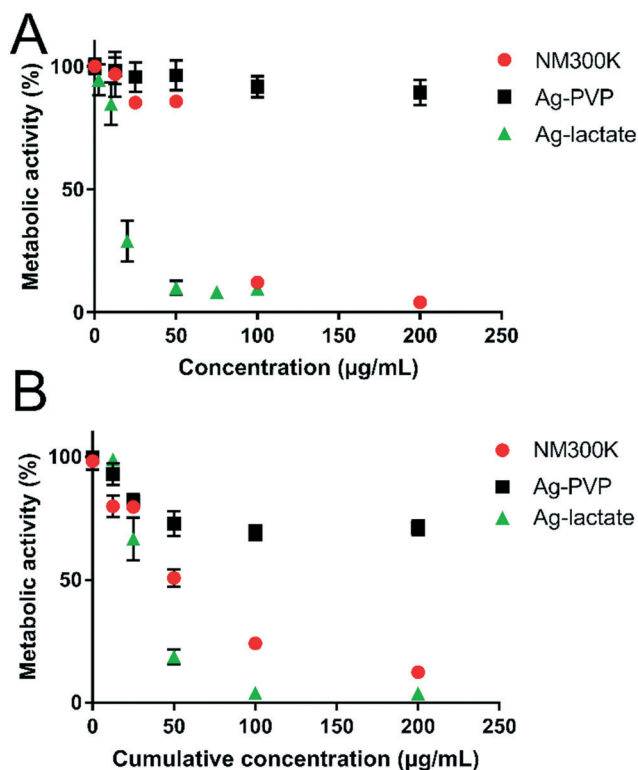 A
Metabolic activity (%)
100
50
0
0 50 100 150 200 250
Concentration (µg/mL)
NM300K
Ag-PVP
Ag-lactate
B
Metabolic activity (%)
100
50
0
0 50 100 150 200 250
Cumulative concentration (µg/mL)
NM300K
Ag-PVP
Ag-lactate